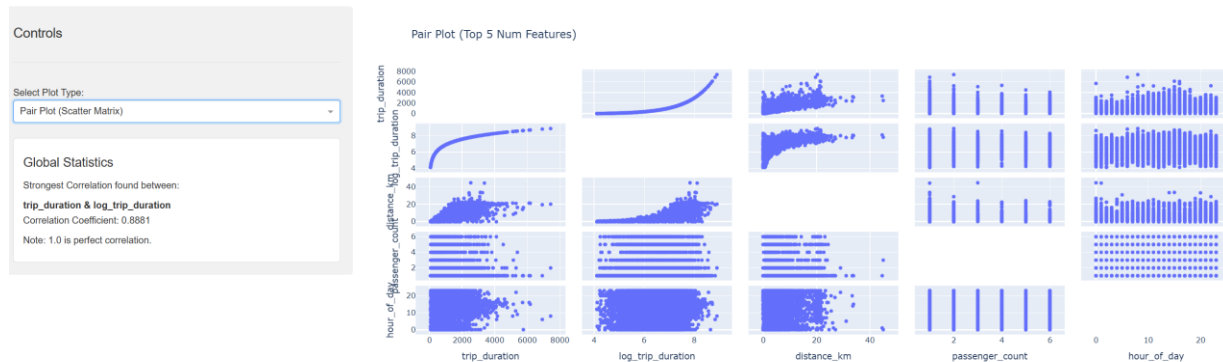 Controls
Select Plot Type:
Pair Plot (Scatter Matrix)
Global Statistics
Strongest Correlation found between:
trip_duration & log_trip_duration
Correlation Coefficient: 0.8881
Note: 1.0 is perfect correlation.
Pair Plot (Top 5 Num Features)
trip_duration
8000
6000
4000
2000
0
log_trip_duration
8
6
4
distance_km
40
20
0
passenger_count
6
4
2
hour_of_day
20
10
0
0 2000 4000 6000 8000
4 6 8
0 20 40
0 2 4 6
0 10 20
trip_duration log_trip_duration distance_km passenger_count hour_of_day